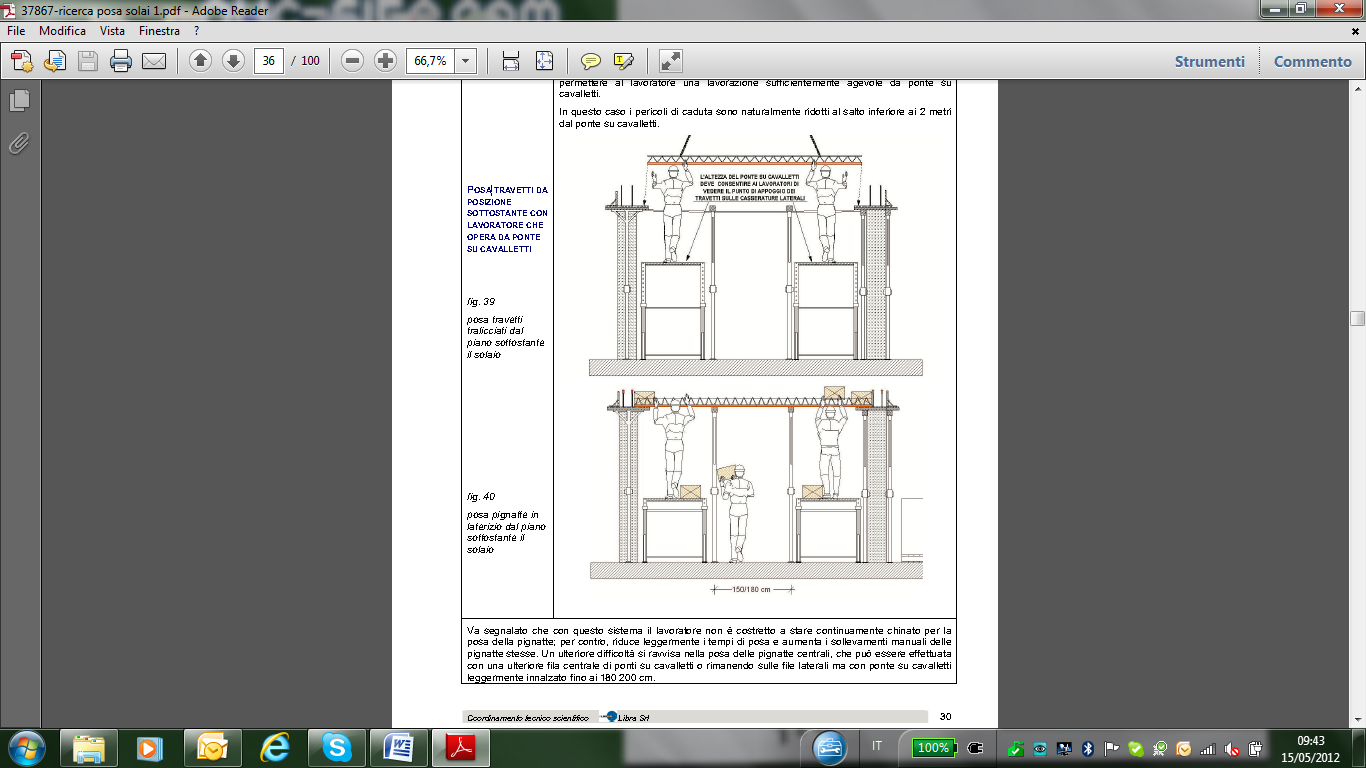 37867-ricerca posa solai 1.pdf - Adobe Reader
File Modifica Vista Finestra ?
36 / 100 66,7% Strumenti Commento
permettere al lavoratore una lavorazione sufficientemente agevole da ponte su
cavalletti.
In questo caso i pericoli di caduta sono naturalmente ridotti al salto inferiore ai 2 metri
dal ponte su cavalletti.
L'ALTEZZA DEL PONTE SU CAVALLETTI
DEVE CONSENTIRE AI LAVORATORI DI
VEDERE IL PUNTO DI APPOGGIO DEI
TRAVETTI SULLE CASSERATURE LATERALI
POSA TRAVETTI DA
POSIZIONE
SOTTOSTANTE CON
LAVORATORE CHE
OPERA DA PONTE
SU CAVALLETTI
fig. 39
posa travetti
tralicciati dal
piano sottostante
il solaio
fig. 40
posa pignatte in
laterizio dal piano
sottostante il
solaio
150/180 cm
Va segnalato che con questo sistema il lavoratore non è costretto a stare continuamente chinato per la
posa della pignatte; per contro, riduce leggermente i tempi di posa e aumenta i sollevamenti manuali delle
pignatte stesse. Un ulteriore difficoltà si ravvisa nella posa delle pignatte centrali, che può essere effettuata
con una ulteriore fila centrale di ponti su cavalletti o rimanendo sulle file laterali ma con ponte su cavalletti
leggermente innalzato fino ai 180 200 cm.
Coordinamento tecnico scientifico Libra Srl 30
IT 100% 09:43
15/05/2012